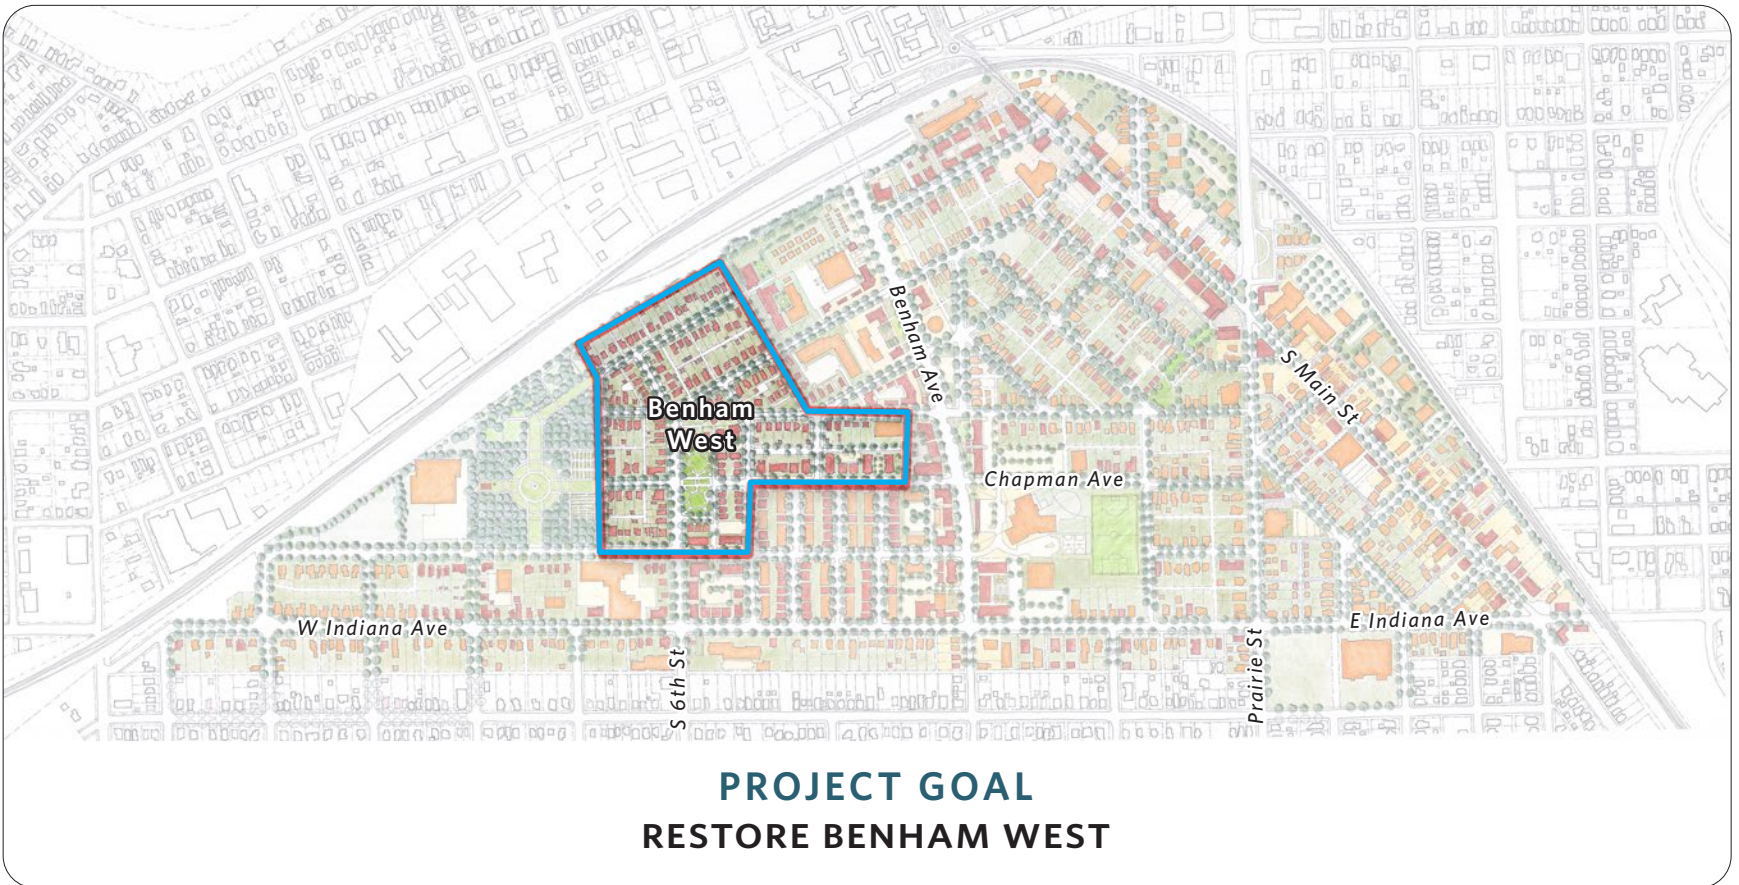 Benham Ave
S Main St
Benham
West
Chapman Ave
W Indiana Ave
E Indiana Ave
S 6th St
Prairie St
PROJECT GOAL
RESTORE BENHAM WEST